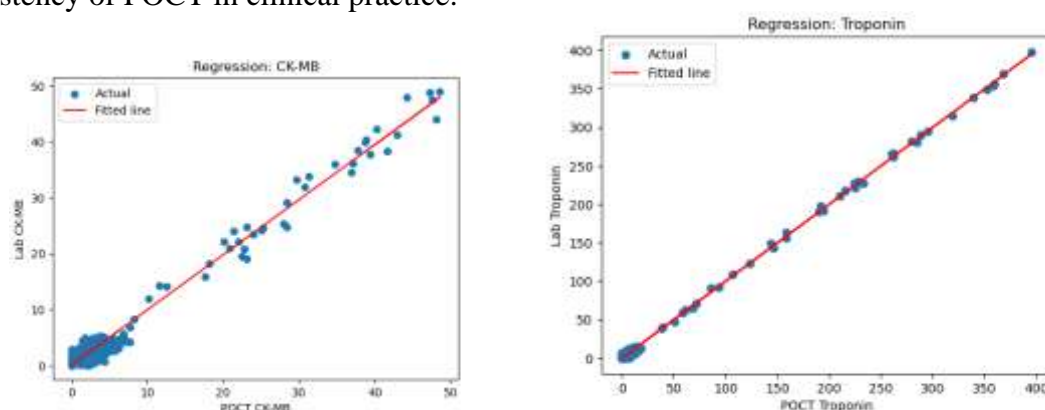 stency of POCT in clinical practice.
Regression: CK-MB
Actual
Fitted line
Lab CK-MB
50
40
30
20
10
0
0 10 20 30 40 50
POCT CK-MB
Regression: Troponin
Actual
Fitted line
Lab Troponin
400
350
300
250
200
150
100
50
0
0 50 100 150 200 250 300 350 400
POCT Troponin